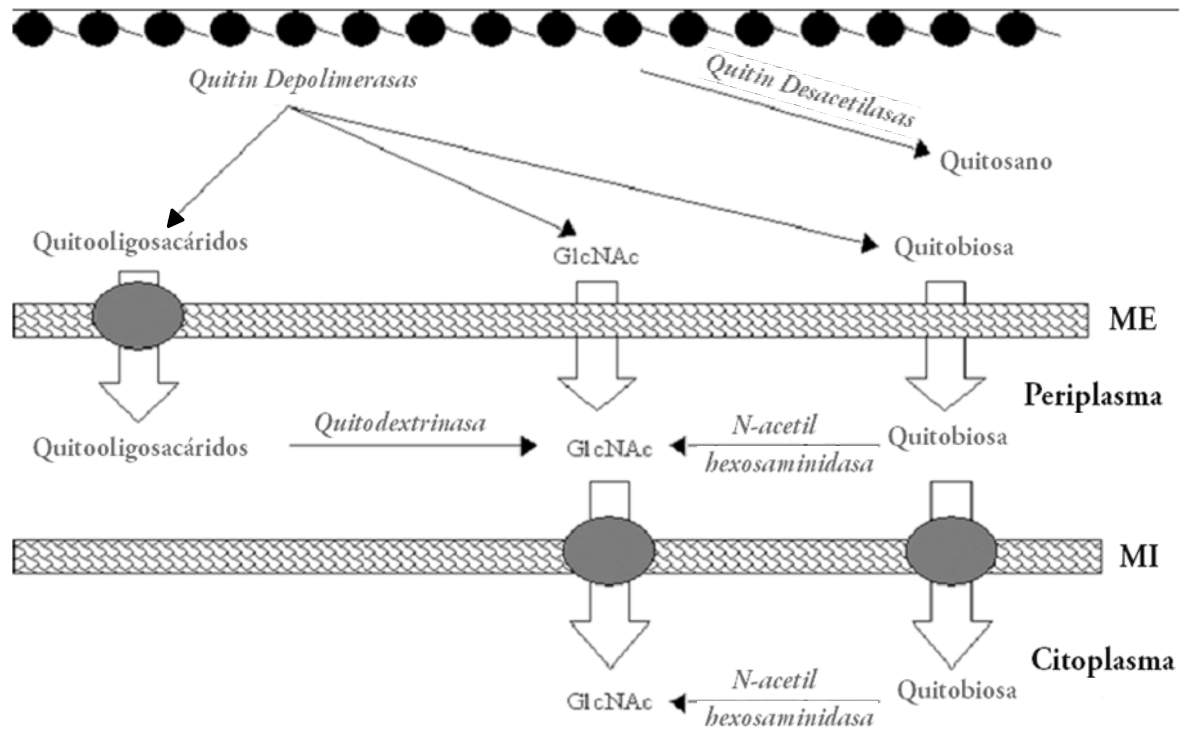 Quitin Depolimerasas
Quitin Desacetilasas
Quitosano
Quitooligosacáridos
GlcNAc
Quitobiosa
ME
Periplasma
Quitooligosacáridos
Quitodextrinasa
GlcNAc
N-acetil
hexosaminidasa
Quitobiosa
MI
Citoplasma
GlcNAc
N-acetil
hexosaminidasa
Quitobiosa